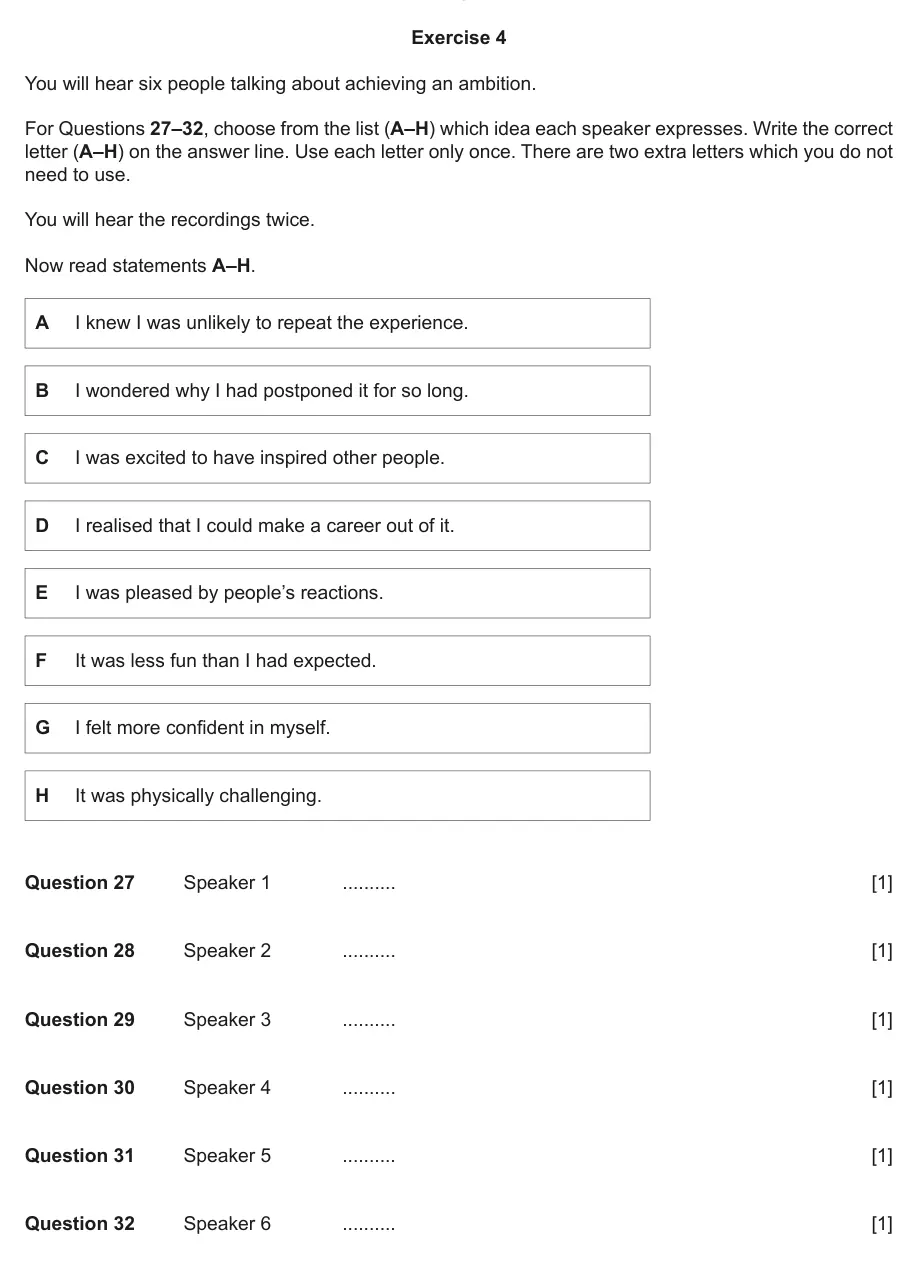 Exercise 4
You will hear six people talking about achieving an ambition.
For Questions 27–32, choose from the list (A–H) which idea each speaker expresses. Write the correct
letter (A–H) on the answer line. Use each letter only once. There are two extra letters which you do not
need to use.
You will hear the recordings twice.
Now read statements A–H.
A I knew I was unlikely to repeat the experience.
B I wondered why I had postponed it for so long.
C I was excited to have inspired other people.
D I realised that I could make a career out of it.
E I was pleased by people’s reactions.
F It was less fun than I had expected.
G I felt more confident in myself.
H It was physically challenging.
Question 27 Speaker 1 .......... [1]
Question 28 Speaker 2 .......... [1]
Question 29 Speaker 3 .......... [1]
Question 30 Speaker 4 .......... [1]
Question 31 Speaker 5 .......... [1]
Question 32 Speaker 6 .......... [1]